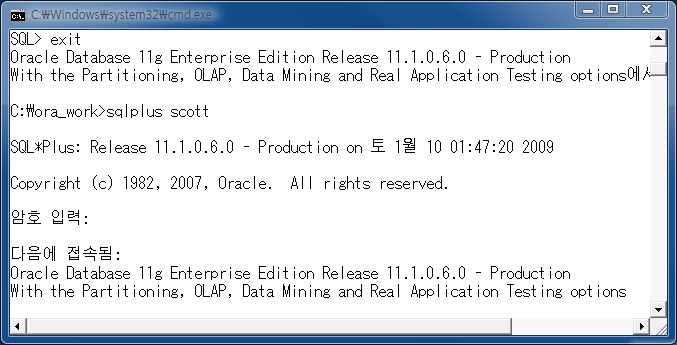 C:₩Windows₩system32₩cmd.exe
SQL> exit
Oracle Database 11g Enterprise Edition Release 11.1.0.6.0 - Production
With the Partitioning, OLAP, Data Mining and Real Application Testing options에서
C:₩ora_work>sqlplus scott
SQL*Plus: Release 11.1.0.6.0 - Production on 토 1월 10 01:47:20 2009
Copyright (c) 1982, 2007, Oracle.  All rights reserved.
암호 입력:
다음에 접속됨:
Oracle Database 11g Enterprise Edition Release 11.1.0.6.0 - Production
With the Partitioning, OLAP, Data Mining and Real Application Testing options